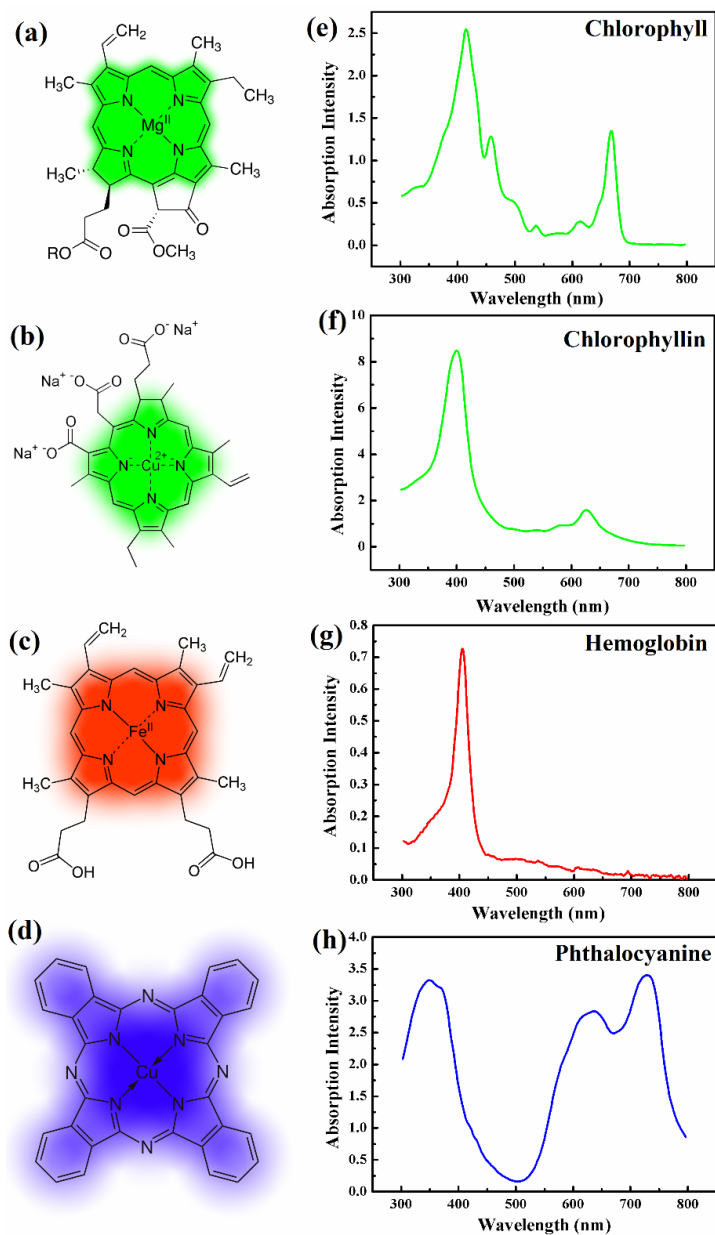 (a)
CH2
CH3
H3C
CH3
N
N
MgII
N
N
H3C
CH3
O
O
RO
O
OCH3
(e)
Chlorophyll
Absorption Intensity
2.5
2.0
1.5
1.0
0.5
0.0
300 400 500 600 700 800
Wavelength (nm)
(b)
O- Na+
O
Na+ -O
O
O
Na+ -O
N
N-
Cu
2+
-N
N
(f)
Chlorophyllin
Absorption Intensity
10
8
6
4
2
0
300 400 500 600 700 800
Wavelength (nm)
(c)
CH2
CH3
CH2
H3C
N
N
FeII
N
N
H3C
CH3
O
OH
O
OH
(g)
Hemoglobin
Absorption Intensity
0.8
0.7
0.6
0.5
0.4
0.3
0.2
0.1
0.0
300 400 500 600 700 800
Wavelength (nm)
(d)
N
N
N
N
N
Cu
N
N
N
(h)
Phthalocyanine
Absorption Intensity
4.0
3.5
3.0
2.5
2.0
1.5
1.0
0.5
0.0
300 400 500 600 700 800
Wavelength (nm)